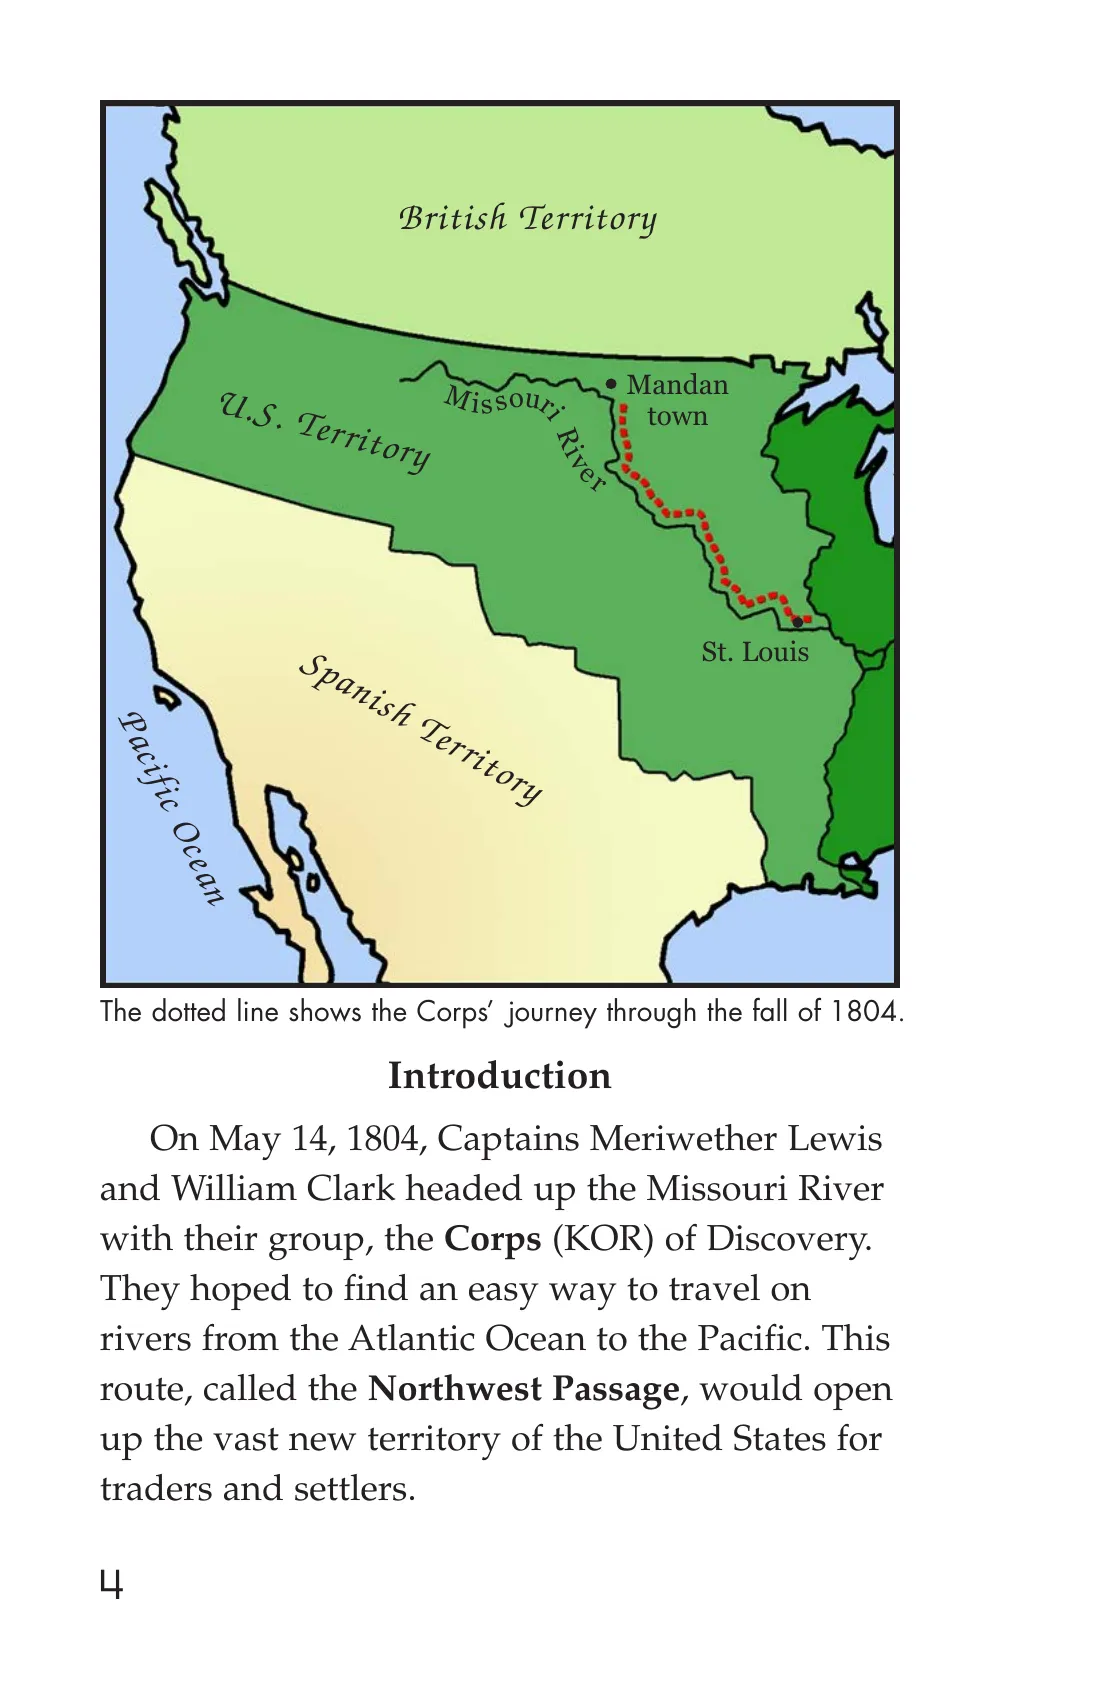 British Territory
Mandan
town
Missouri River
U.S. Territory
St. Louis
Spanish Territory
Pacific Ocean
The dotted line shows the Corps’ journey through the fall of 1804.
Introduction
On May 14, 1804, Captains Meriwether Lewis
and William Clark headed up the Missouri River
with their group, the Corps (KOR) of Discovery.
They hoped to find an easy way to travel on
rivers from the Atlantic Ocean to the Pacific. This
route, called the Northwest Passage, would open
up the vast new territory of the United States for
traders and settlers.
4